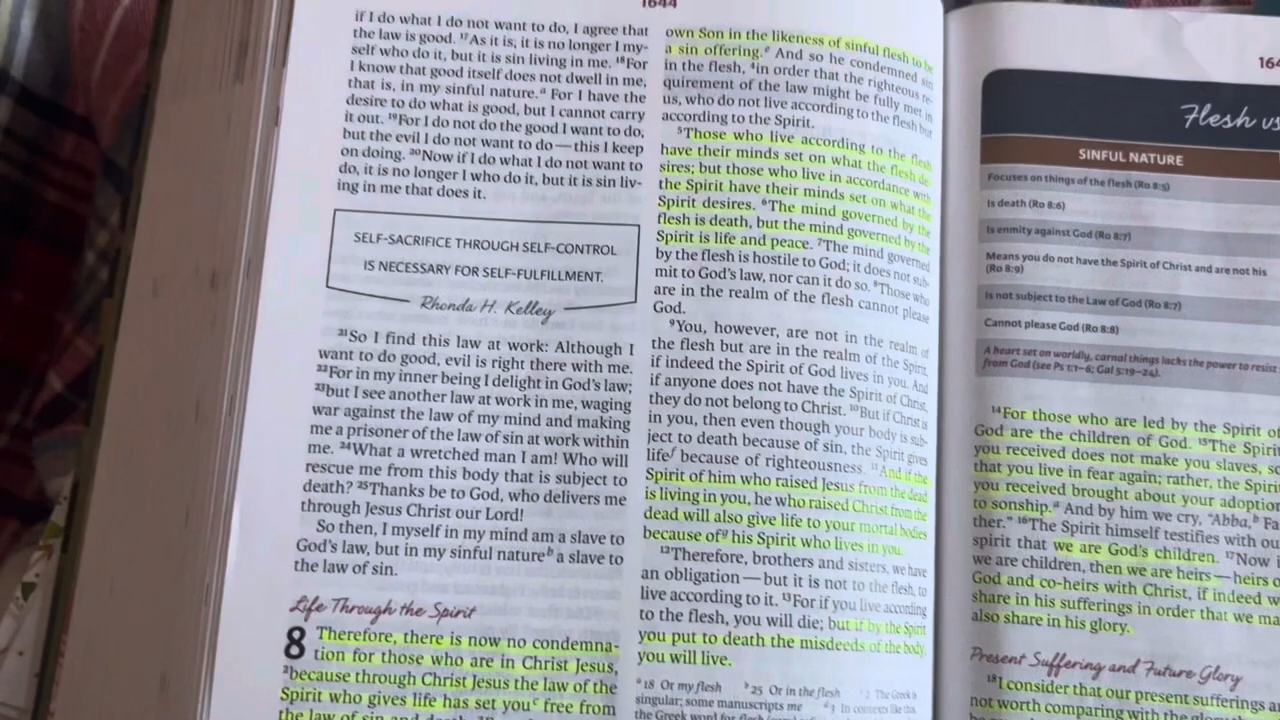 1644
if I do what I do not want to do, I agree that
the law is good. ¹⁷As it is, it is no longer I my-
self who do it, but it is sin living in me. ¹⁸For
I know that good itself does not dwell in me,
that is, in my sinful nature.ᵃ For I have the
desire to do what is good, but I cannot carry
it out. ¹⁹For I do not do the good I want to do,
but the evil I do not want to do—this I keep
on doing. ²⁰Now if I do what I do not want to
do, it is no longer I who do it, but it is sin liv-
ing in me that does it.
SELF-SACRIFICE THROUGH SELF-CONTROL
IS NECESSARY FOR SELF-FULFILLMENT.
Rhonda H. Kelley
²¹So I find this law at work: Although I
want to do good, evil is right there with me.
²²For in my inner being I delight in God's law;
²³but I see another law at work in me, waging
war against the law of my mind and making
me a prisoner of the law of sin at work within
me. ²⁴What a wretched man I am! Who will
rescue me from this body that is subject to
death? ²⁵Thanks be to God, who delivers me
through Jesus Christ our Lord!
So then, I myself in my mind am a slave to
God's law, but in my sinful natureᵇ a slave to
the law of sin.
Life Through the Spirit
8 Therefore, there is now no condemna-
tion for those who are in Christ Jesus,
²because through Christ Jesus the law of the
Spirit who gives life has set youᶜ free from
the law of sin and death.
own Son in the likeness of sinful flesh to be
a sin offering.ᵉ And so he condemned sin
in the flesh, ⁴in order that the righteous re-
quirement of the law might be fully met in
us, who do not live according to the flesh but
according to the Spirit.
⁵Those who live according to the flesh
have their minds set on what the flesh de-
sires; but those who live in accordance with
the Spirit have their minds set on what the
Spirit desires. ⁶The mind governed by the
flesh is death, but the mind governed by the
Spirit is life and peace. ⁷The mind governed
by the flesh is hostile to God; it does not sub-
mit to God's law, nor can it do so. ⁸Those who
are in the realm of the flesh cannot please
God.
⁹You, however, are not in the realm of
the flesh but are in the realm of the Spirit,
if indeed the Spirit of God lives in you. And
if anyone does not have the Spirit of Christ,
they do not belong to Christ. ¹⁰But if Christ is
in you, then even though your body is sub-
ject to death because of sin, the Spirit gives
lifeᶠ because of righteousness. ¹¹And if the
Spirit of him who raised Jesus from the dead
is living in you, he who raised Christ from the
dead will also give life to your mortal bodies
because ofᵍ his Spirit who lives in you.
¹²Therefore, brothers and sisters, we have
an obligation—but it is not to the flesh, to
live according to it. ¹³For if you live according
to the flesh, you will die; but if by the Spirit
you put to death the misdeeds of the body,
you will live.
ᵃ 18 Or my flesh ᵇ 25 Or in the flesh ᶜ 2 The Greek is
singular; some manuscripts me ᵈ 3 In contexts like this,
the Greek word for flesh
164
Flesh vs
SINFUL NATURE
Focuses on things of the flesh (Ro 8:5)
Is death (Ro 8:6)
Is enmity against God (Ro 8:7)
Means you do not have the Spirit of Christ and are not his
(Ro 8:9)
Is not subject to the Law of God (Ro 8:7)
Cannot please God (Ro 8:8)
A heart set on worldly, carnal things lacks the power to resist
from God (see Ps 1:1–6; Gal 5:19–24).
¹⁴For those who are led by the Spirit of
God are the children of God. ¹⁵The Spirit
you received does not make you slaves, so
that you live in fear again; rather, the Spirit
you received brought about your adoption
to sonship.ᵃ And by him we cry, "Abba,ᵇ Fa
ther." ¹⁶The Spirit himself testifies with our
spirit that we are God's children. ¹⁷Now i
we are children, then we are heirs—heirs o
God and co-heirs with Christ, if indeed w
share in his sufferings in order that we ma
also share in his glory.
Present Suffering and Future Glory
¹⁸I consider that our present sufferings a
not worth comparing with the